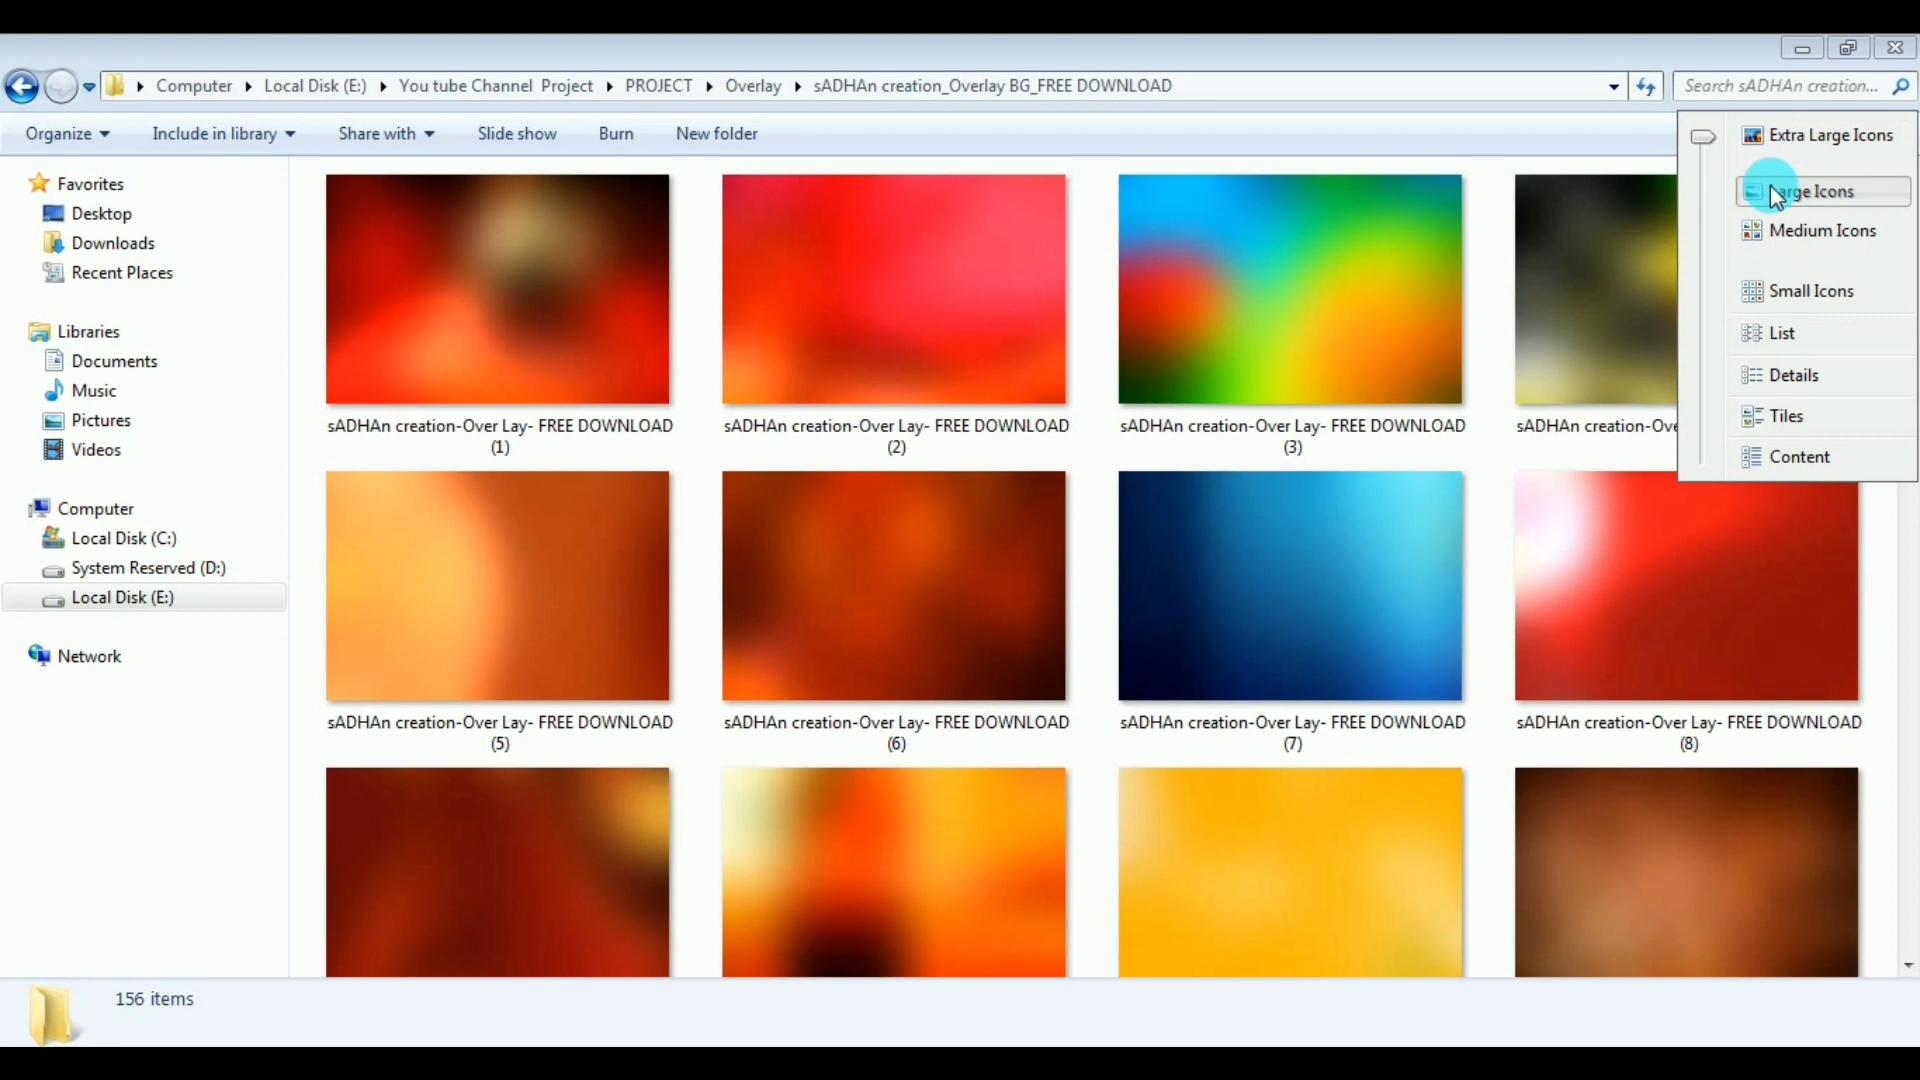 Computer Local Disk (E:) You tube Channel Project PROJECT Overlay sADHAn creation_Overlay BG_FREE DOWNLOAD
Search sADHAn creation...
Organize Include in library Share with Slide show Burn New folder
Extra Large Icons
Large Icons
Medium Icons
Small Icons
List
Details
Tiles
Content
Favorites
Desktop
Downloads
Recent Places
Libraries
Documents
Music
Pictures
Videos
Computer
Local Disk (C:)
System Reserved (D:)
Local Disk (E:)
Network
sADHAn creation-Over Lay- FREE DOWNLOAD
(1)
sADHAn creation-Over Lay- FREE DOWNLOAD
(2)
sADHAn creation-Over Lay- FREE DOWNLOAD
(3)
sADHAn creation-Ove
sADHAn creation-Over Lay- FREE DOWNLOAD
(5)
sADHAn creation-Over Lay- FREE DOWNLOAD
(6)
sADHAn creation-Over Lay- FREE DOWNLOAD
(7)
sADHAn creation-Over Lay- FREE DOWNLOAD
(8)
156 items